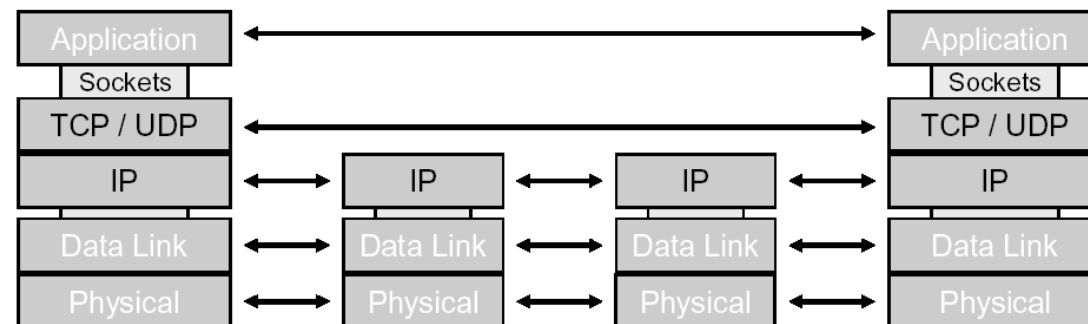 Application Application
Sockets Sockets
TCP / UDP TCP / UDP
IP IP IP IP
Data Link Data Link Data Link Data Link
Physical Physical Physical Physical